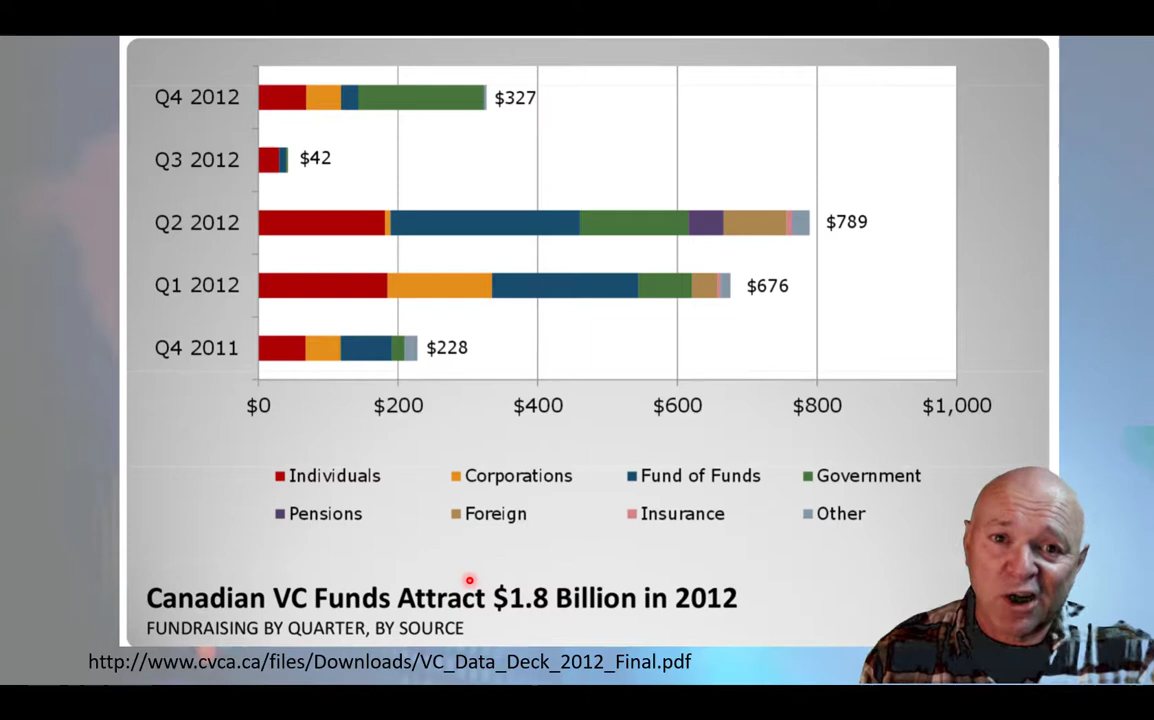 Q4 2012 $327
Q3 2012 $42
Q2 2012 $789
Q1 2012 $676
Q4 2011 $228
$0 $200 $400 $600 $800 $1,000
Individuals Corporations Fund of Funds Government
Pensions Foreign Insurance Other
Canadian VC Funds Attract $1.8 Billion in 2012
FUNDRAISING BY QUARTER, BY SOURCE
http://www.cvca.ca/files/Downloads/VC_Data_Deck_2012_Final.pdf